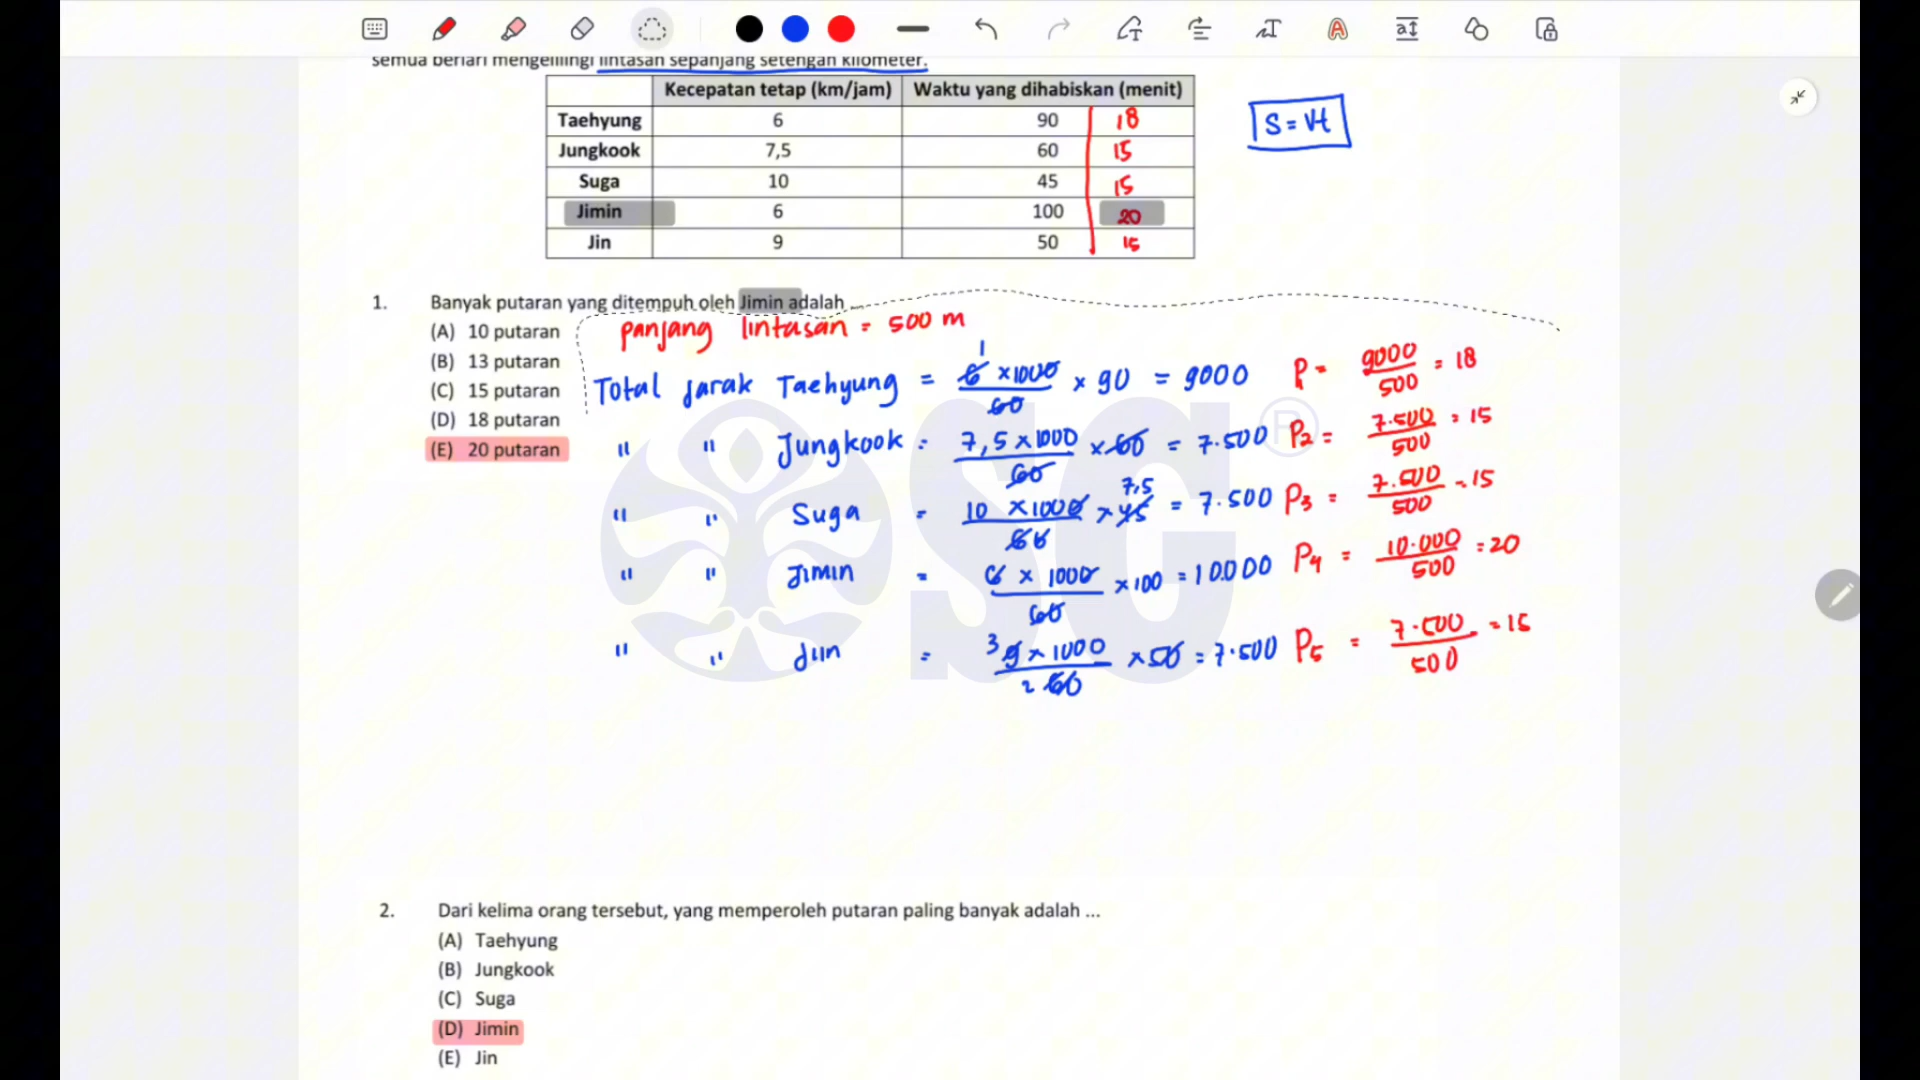 semua berlari mengelilingi lintasan sepanjang setengah kilometer.
Kecepatan tetap (km/jam) Waktu yang dihabiskan (menit)
Taehyung 6 90 18
Jungkook 7,5 60 15
Suga 10 45 15
Jimin 6 100 20
Jin 9 50 15
S = Vt
1. Banyak putaran yang ditempuh oleh Jimin adalah ...
(A) 10 putaran
(B) 13 putaran
(C) 15 putaran
(D) 18 putaran
(E) 20 putaran
Panjang lintasan = 500 m
Total Jarak Taehyung = 6 x 1000 / 60 x 90 = 9000 P = 9000 / 500 = 18
1
" " Jungkook = 7,5 x 1000 / 60 x 60 = 7.500 P2 = 7.500 / 500 = 15
" " Suga = 10 x 1000 / 60 x 45 = 7.500 P3 = 7.500 / 500 = 15
7,5
" " Jimin = 6 x 1000 / 60 x 100 = 10.000 P4 = 10.000 / 500 = 20
" " Jin = 3 9 x 1000 / 2 60 x 50 = 7.500 P5 = 7.500 / 500 = 15
SG ®
2. Dari kelima orang tersebut, yang memperoleh putaran paling banyak adalah ...
(A) Taehyung
(B) Jungkook
(C) Suga
(D) Jimin
(E) Jin